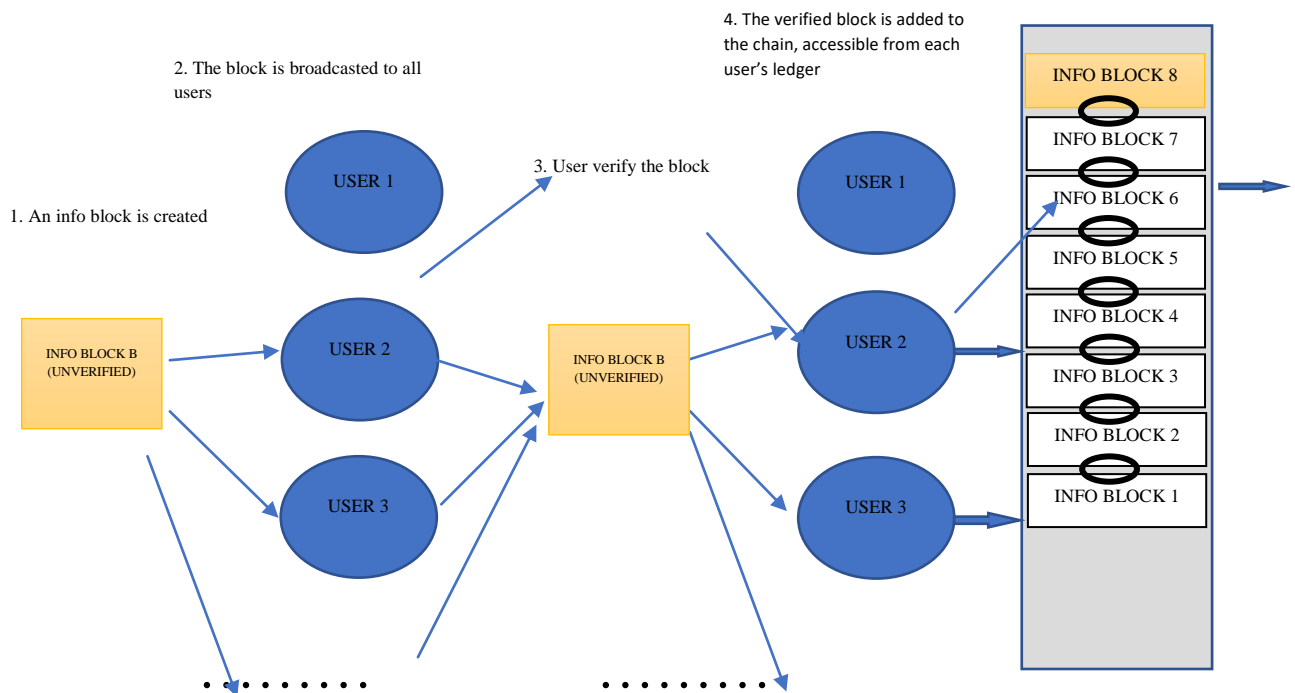 1. An info block is created
INFO BLOCK B
(UNVERIFIED)
2. The block is broadcasted to all
users
USER 1
USER 2
USER 3
. . . . . . . . .
3. User verify the block
INFO BLOCK B
(UNVERIFIED)
. . . . . . . . .
4. The verified block is added to
the chain, accessible from each
user’s ledger
USER 1
USER 2
USER 3
INFO BLOCK 8
INFO BLOCK 7
INFO BLOCK 6
INFO BLOCK 5
INFO BLOCK 4
INFO BLOCK 3
INFO BLOCK 2
INFO BLOCK 1